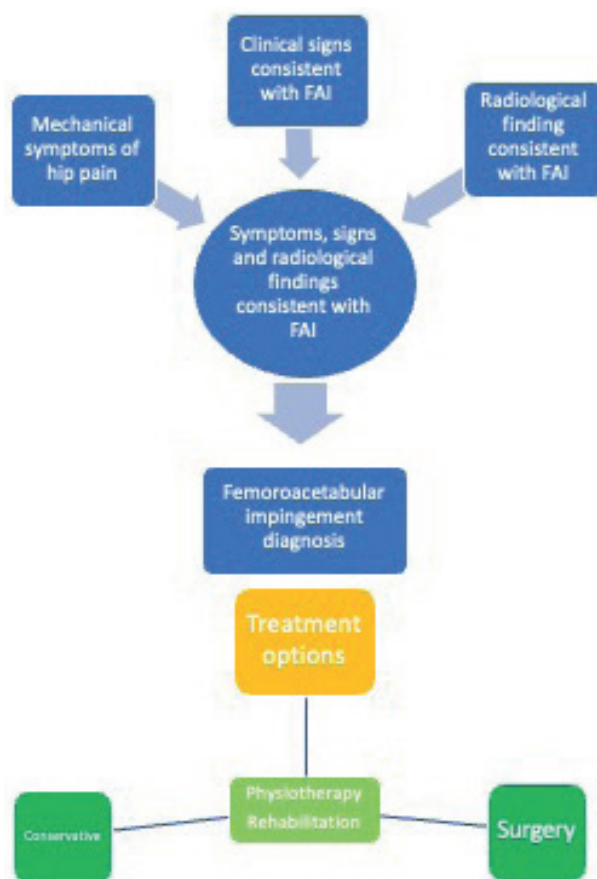 Clinical signs
consistent
with FAI
Mechanical
symptoms of
hip pain
Radiological
finding
consistent
with FAI
Symptoms, signs
and radiological
findings
consistent with
FAI
Femoroacetabular
impingement
diagnosis
Treatment
options
Physiotherapy
Rehabilitation
Conservative
Surgery